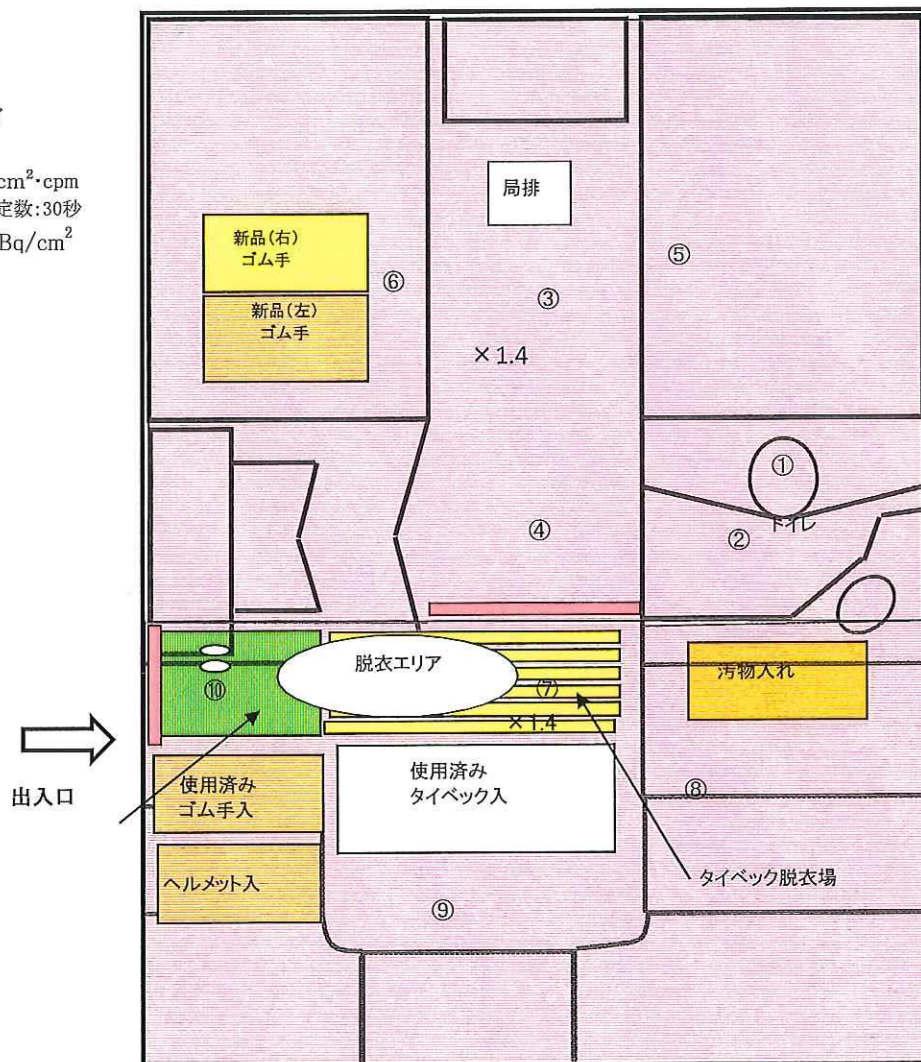 cm²・cpm
定数:30秒
Bq/cm²
局排
新品(右)
ゴム手
新品(左)
ゴム手
⑥
③
⑤
×1.4
①
トイレ
④
②
脱衣エリア
⑩
(7)
×1.4
汚物入れ
出入口
使用済み
ゴム手入
使用済み
タイベック入
⑧
ヘルメット入
タイベック脱衣場
⑨